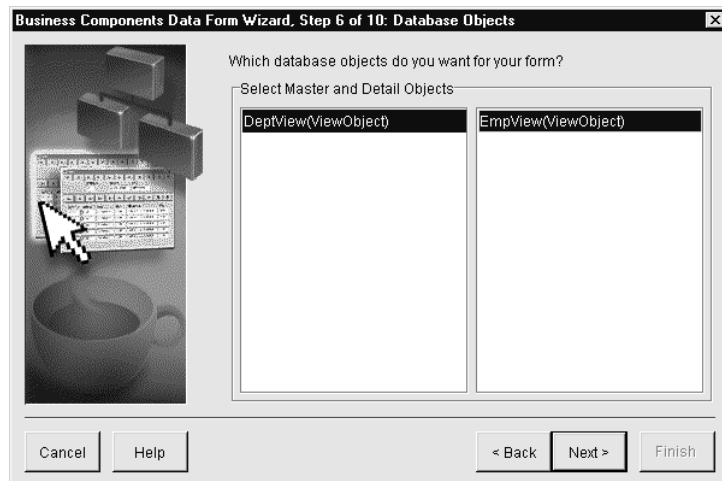 Business Components Data Form Wizard, Step 6 of 10: Database Objects
Which database objects do you want for your form?
Select Master and Detail Objects
DeptView(ViewObject)
EmpView(ViewObject)
Cancel
Help
< Back
Next >
Finish